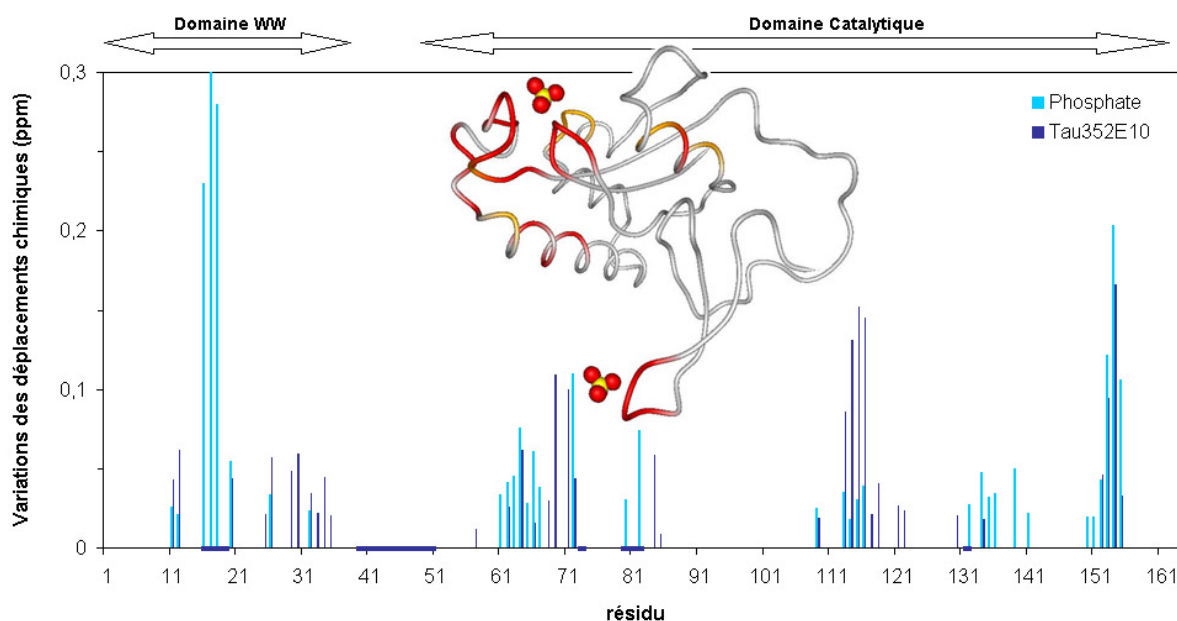 Domaine WW
Domaine Catalytique
Variations des déplacements chimiques (ppm)
0,3
0,2
0,1
0
Phosphate
Tau352E10
1 11 21 31 41 51 61 71 81 91 101 111 121 131 141 151 161
résidu